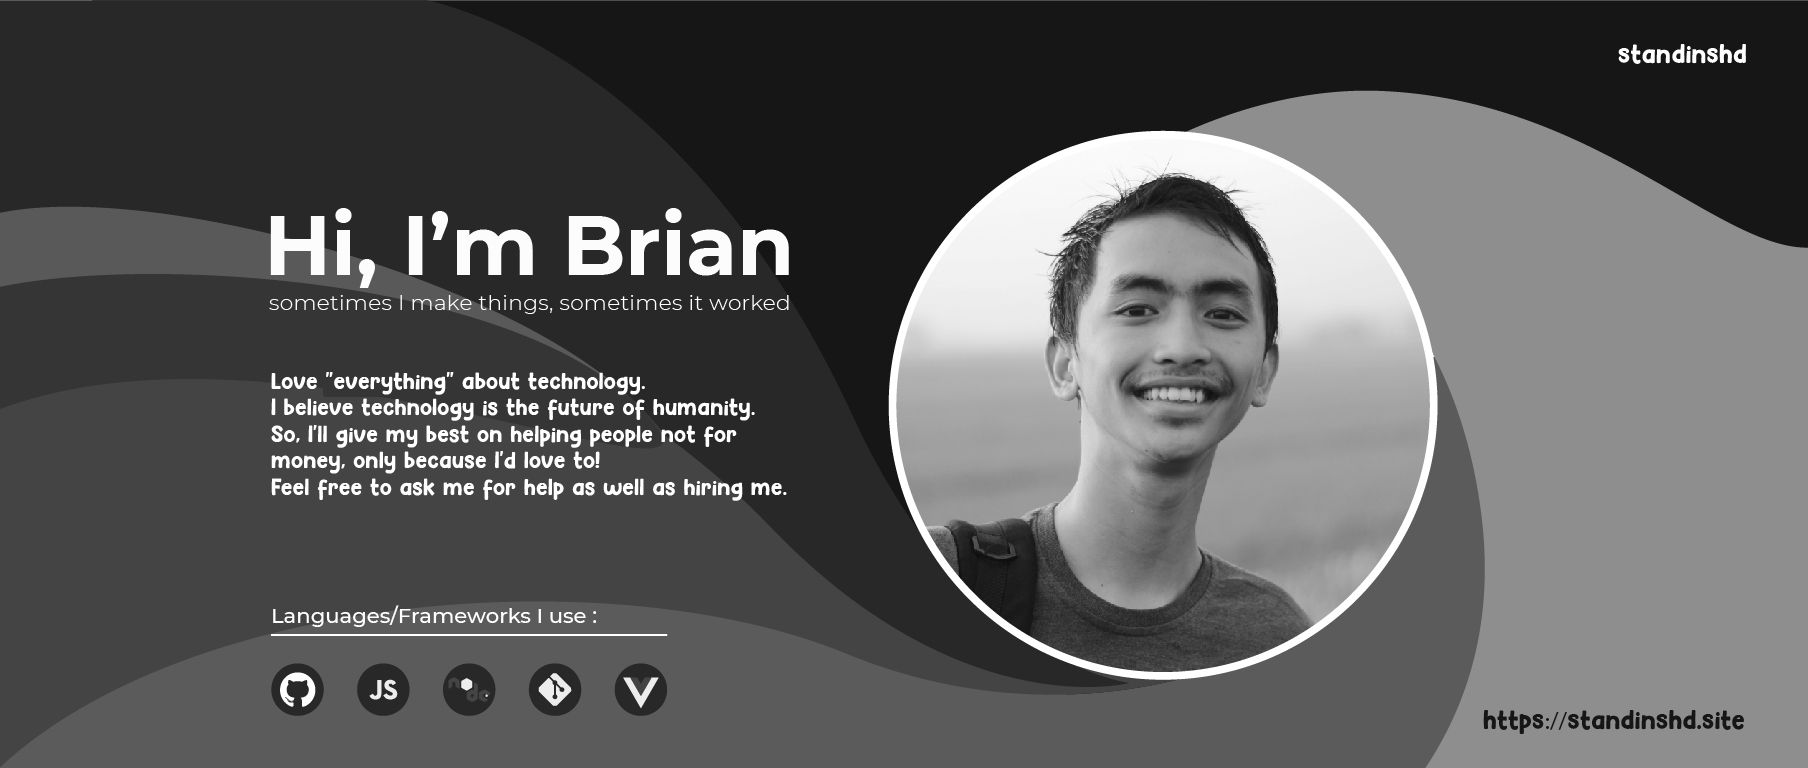 standinshd
Hi, I'm Brian
sometimes I make things, sometimes it worked
Love "everything" about technology.
I believe technology is the future of humanity.
So, I'll give my best on helping people not for
money, only because I'd love to!
Feel free to ask me for help as well as hiring me.
Languages/Frameworks I use :
JS
node
https://standinshd.site